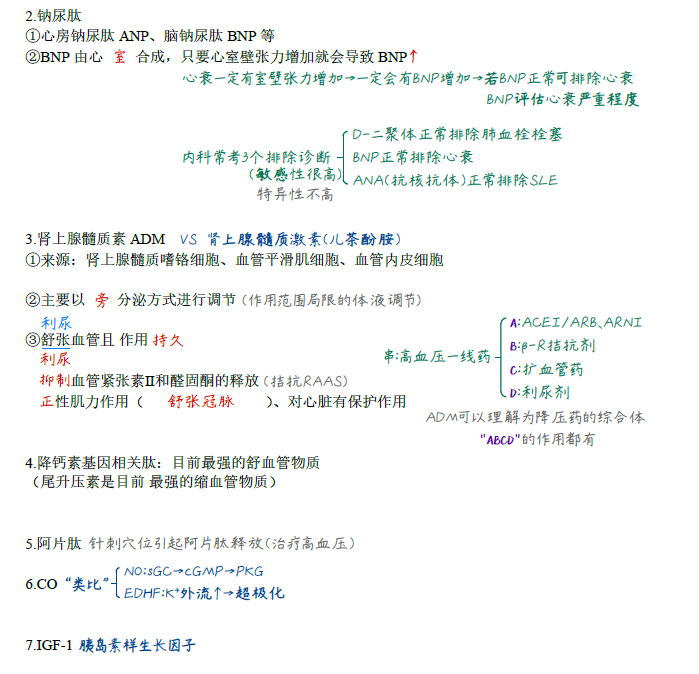 2.钠尿肽
①心房钠尿肽 ANP、脑钠尿肽 BNP 等
②BNP 由心 室 合成，只要心室壁张力增加就会导致 BNP↑
心衰一定有室壁张力增加→一定会有BNP增加→若BNP正常可排除心衰
BNP评估心衰严重程度
D-二聚体正常排除肺血栓栓塞
内科常考3个排除诊断
BNP正常排除心衰
(敏感性很高)
ANA(抗核抗体)正常排除SLE
特异性不高
3.肾上腺髓质素 ADM VS 肾上腺髓质激素(儿茶酚胺)
①来源：肾上腺髓质嗜铬细胞、血管平滑肌细胞、血管内皮细胞
②主要以 旁 分泌方式进行调节 (作用范围局限的体液调节)
利尿
A:ACEI/ARB、ARNI
③舒张血管且 作用 持久
B:β-R拮抗剂
串:高血压一线药
利尿
C:扩血管药
抑制血管紧张素Ⅱ和醛固酮的释放 (拮抗RAAS)
D:利尿剂
正性肌力作用（ 舒张冠脉 ）、对心脏有保护作用
ADM可以理解为降压药的综合体
"ABCD"的作用都有
4.降钙素基因相关肽：目前最强的舒血管物质
（尾升压素是目前 最强的缩血管物质）
5.阿片肽 针刺穴位引起阿片肽释放(治疗高血压)
NO:sGC→cGMP→PKG
6.CO “类比”
EDHF:K⁺外流↑→超极化
7.IGF-1 胰岛素样生长因子